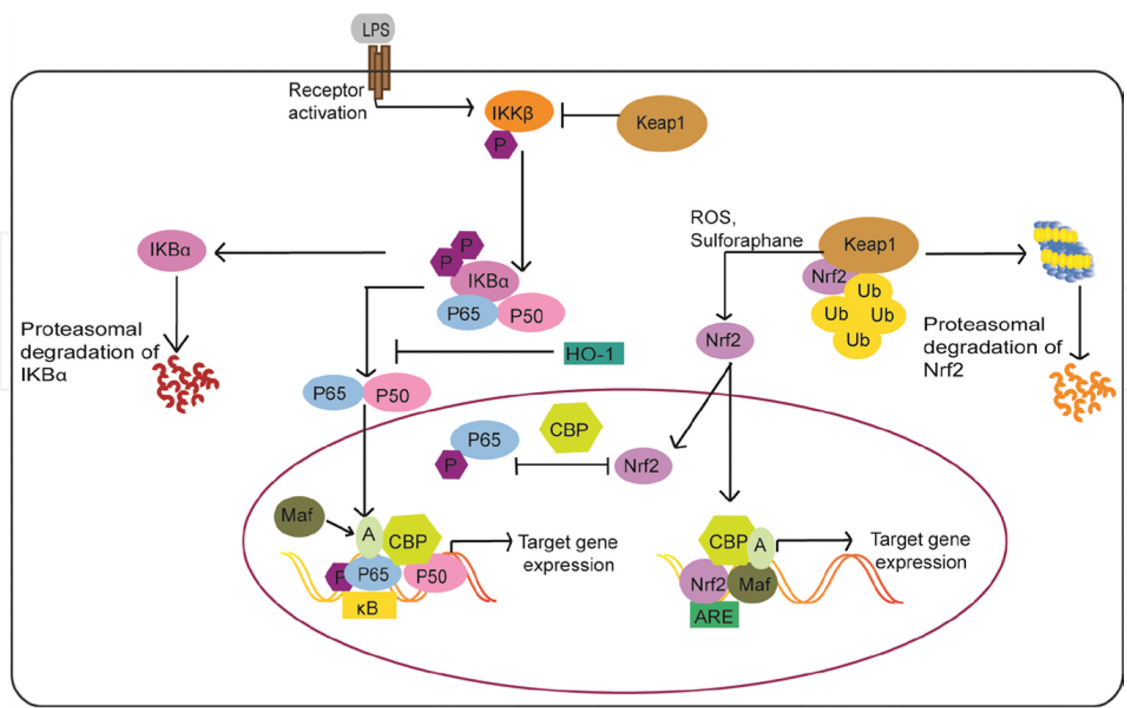 LPS
Receptor
activation
IKKβ
P
Keap1
ROS,
Sulforaphane
Keap1
Nrf2
Ub
Ub
Ub
Ub
IKBα
P
P
IKBα
P65
P50
Proteasomal
degradation of
IKBα
HO-1
Nrf2
Proteasomal
degradation of
Nrf2
P65
P50
P65
P
CBP
Nrf2
Maf
A
CBP
P
P65
P50
κB
Target gene
expression
CBP
A
Nrf2
Maf
ARE
Target gene
expression